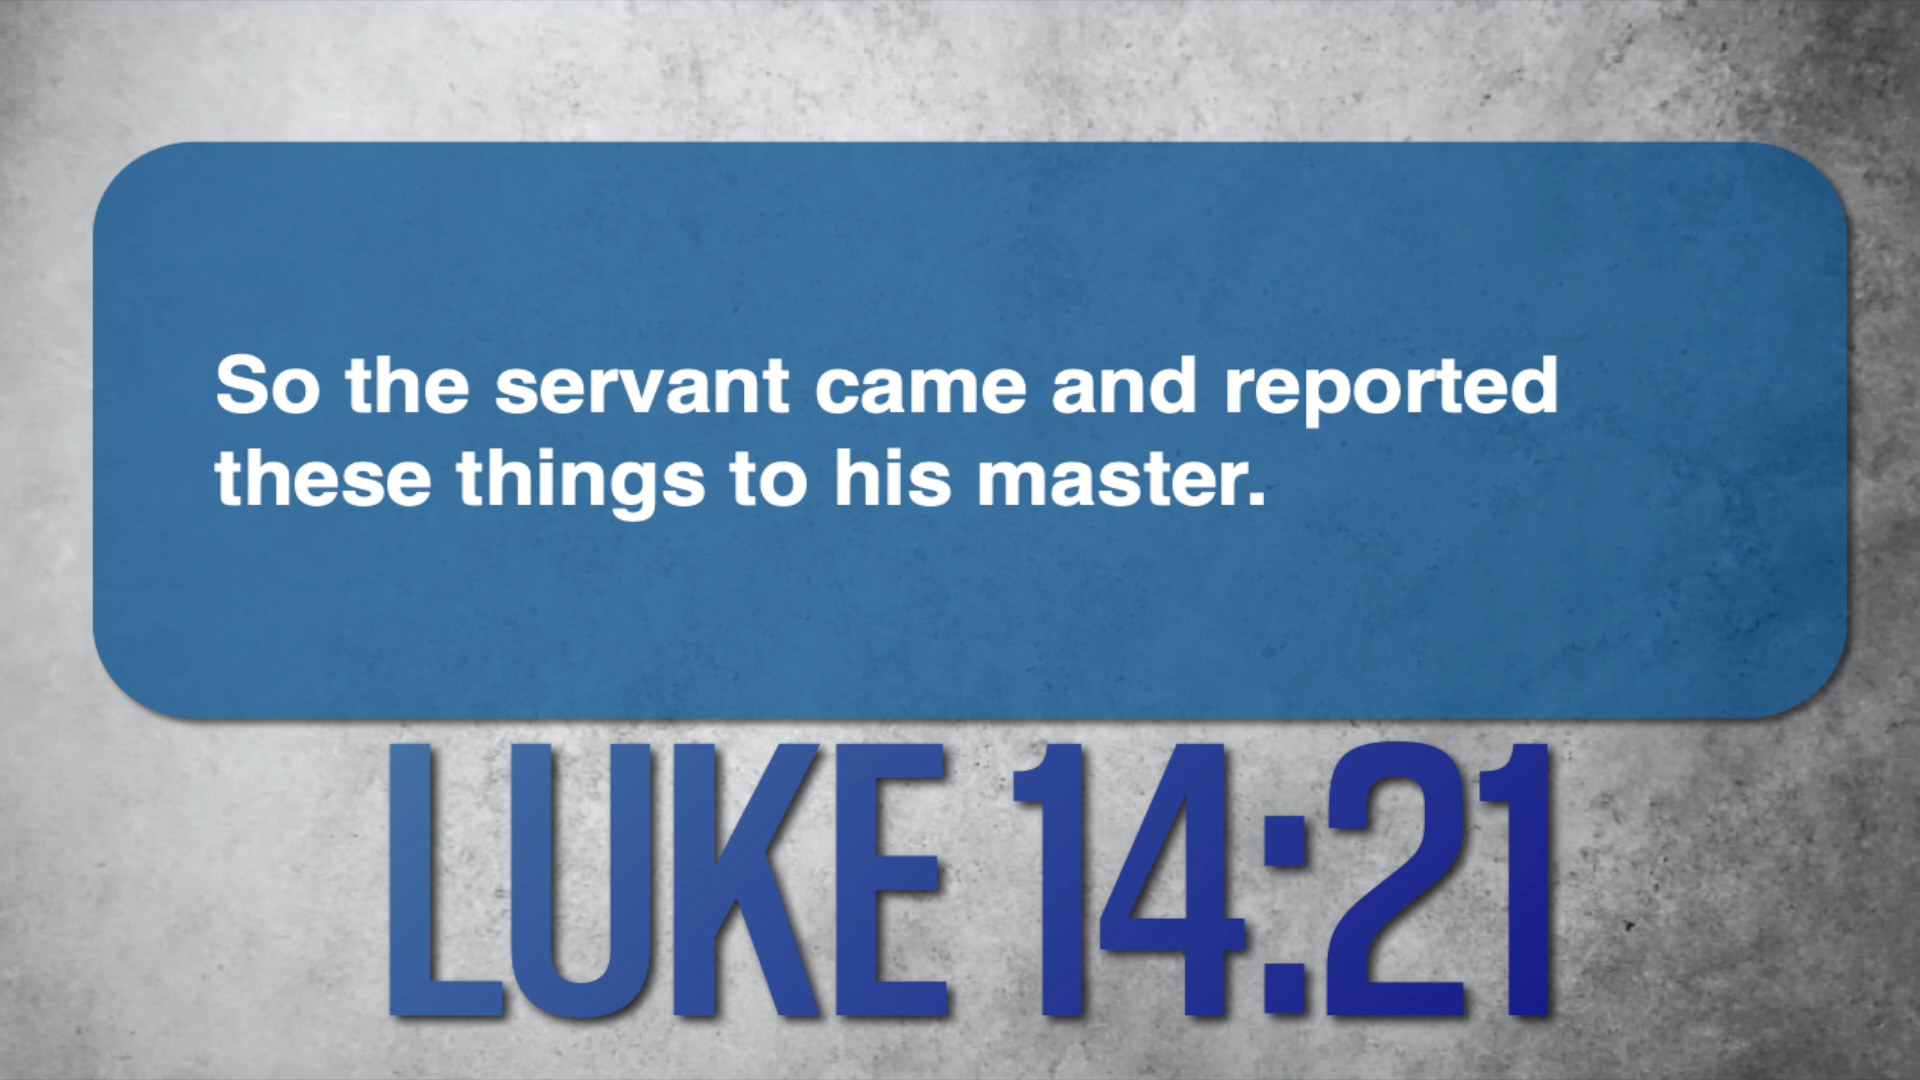 So the servant came and reported
these things to his master.
LUKE 14:21